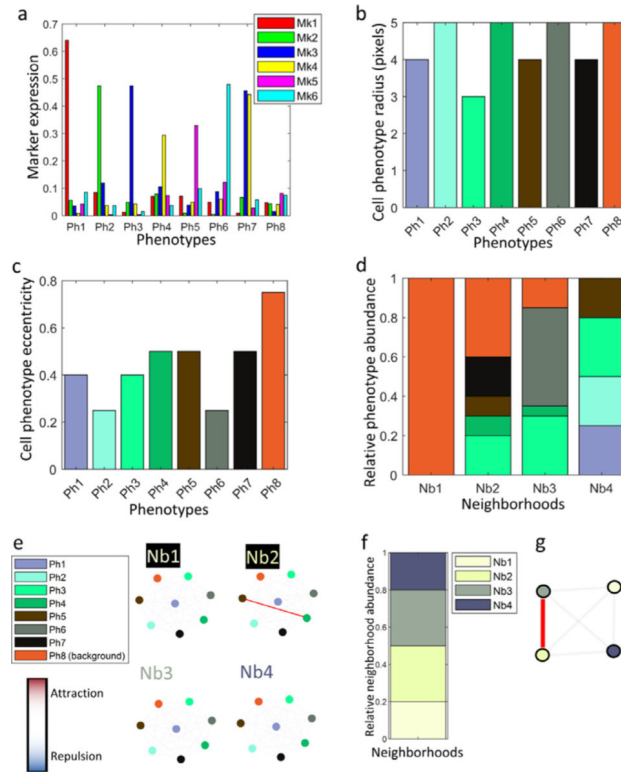 a
Marker expression
0.7
0.6
0.5
0.4
0.3
0.2
0.1
0
Ph1 Ph2 Ph3 Ph4 Ph5 Ph6 Ph7 Ph8
Phenotypes
Mk1
Mk2
Mk3
Mk4
Mk5
Mk6
b
Cell phenotype radius (pixels)
5
4
3
2
1
0
Ph1 Ph2 Ph3 Ph4 Ph5 Ph6 Ph7 Ph8
Phenotypes
c
Cell phenotype eccentricity
0.8
0.6
0.4
0.2
0
Ph1 Ph2 Ph3 Ph4 Ph5 Ph6 Ph7 Ph8
Phenotypes
d
Relative phenotype abundance
1
0.8
0.6
0.4
0.2
0
Nb1 Nb2 Nb3 Nb4
Neighborhoods
e
Ph1
Ph2
Ph3
Ph4
Ph5
Ph6
Ph7
Ph8 (background)
Attraction
Repulsion
Nb1 Nb2
Nb3 Nb4
f
Relative neighborhood abundance
1
0.8
0.6
0.4
0.2
0
Neighborhoods
Nb1
Nb2
Nb3
Nb4
g